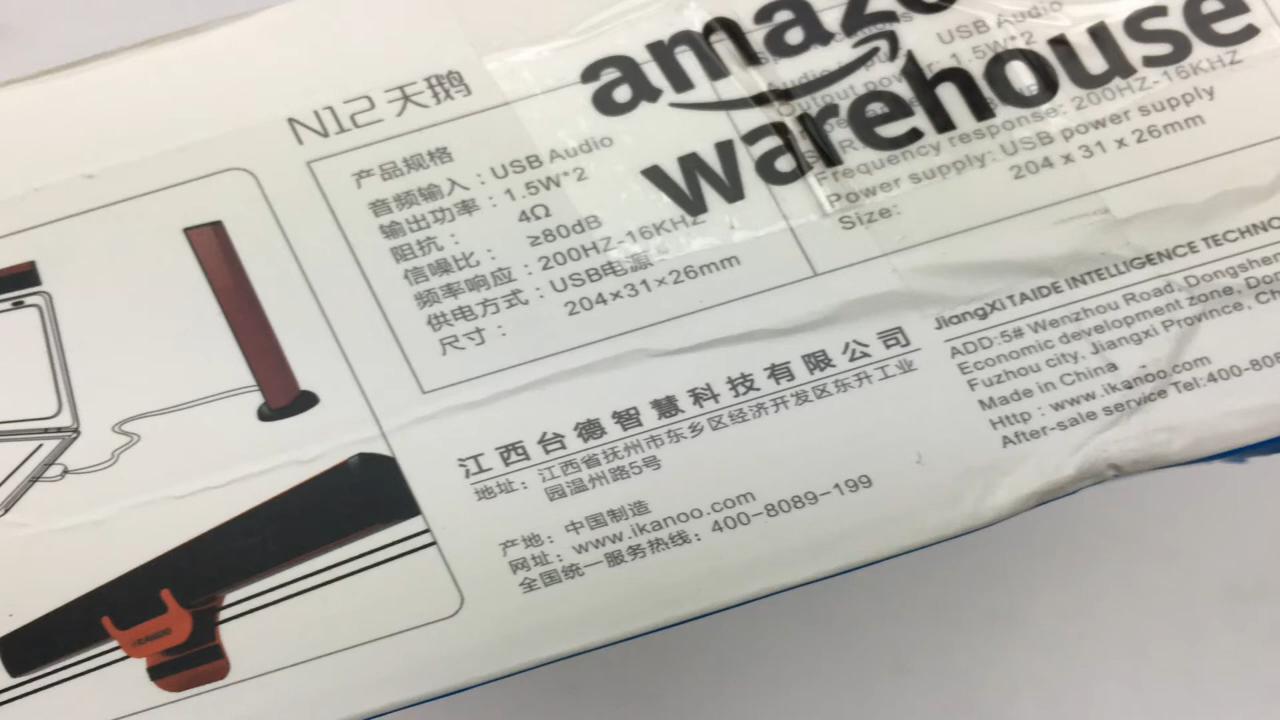 N12 天鹅
产品规格
音频输入：USB Audio
输出功率：1.5W*2
阻抗： 4Ω
信噪比： ≥80dB
频率响应：200HZ-16KHZ
供电方式：USB电源
尺寸： 204×31×26mm
amazo
warehouse
USB Audio
Output power: 1.5W*2
Frequency response: 200HZ-16KHZ
Power supply: USB power supply
Size: 204 x 31 x 26mm
江西台德智慧科技有限公司
地址：江西省抚州市东乡区经济开发区东升工业
园温州路5号
产地：中国制造
网址：www.ikanoo.com
全国统一服务热线：400-8089-199
JiangXi TAIDE INTELLIGENCE TECHNO
ADD:5# Wenzhou Road, Dongshen
Economic development zone, Don
Fuzhou city, Jiangxi Province, Ch
Made in China
Http : www.ikanoo.com
After-sale service Tel:400-808
iKANOO